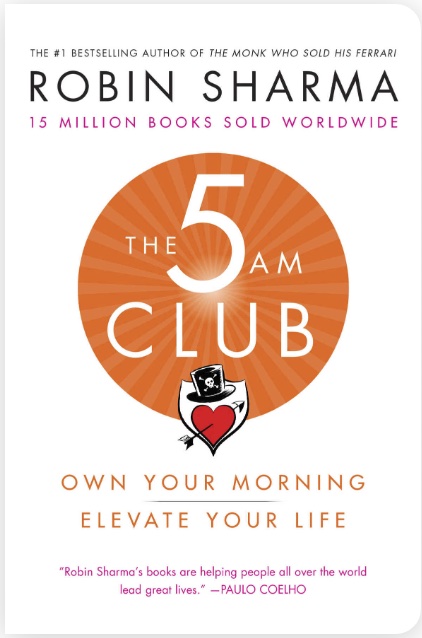 THE #1 BESTSELLING AUTHOR OF THE MONK WHO SOLD HIS FERRARI
ROBIN SHARMA
15 MILLION BOOKS SOLD WORLDWIDE
THE 5 AM
CLUB
OWN YOUR MORNING
ELEVATE YOUR LIFE
“Robin Sharma’s books are helping people all over the world
lead great lives.” —PAULO COELHO